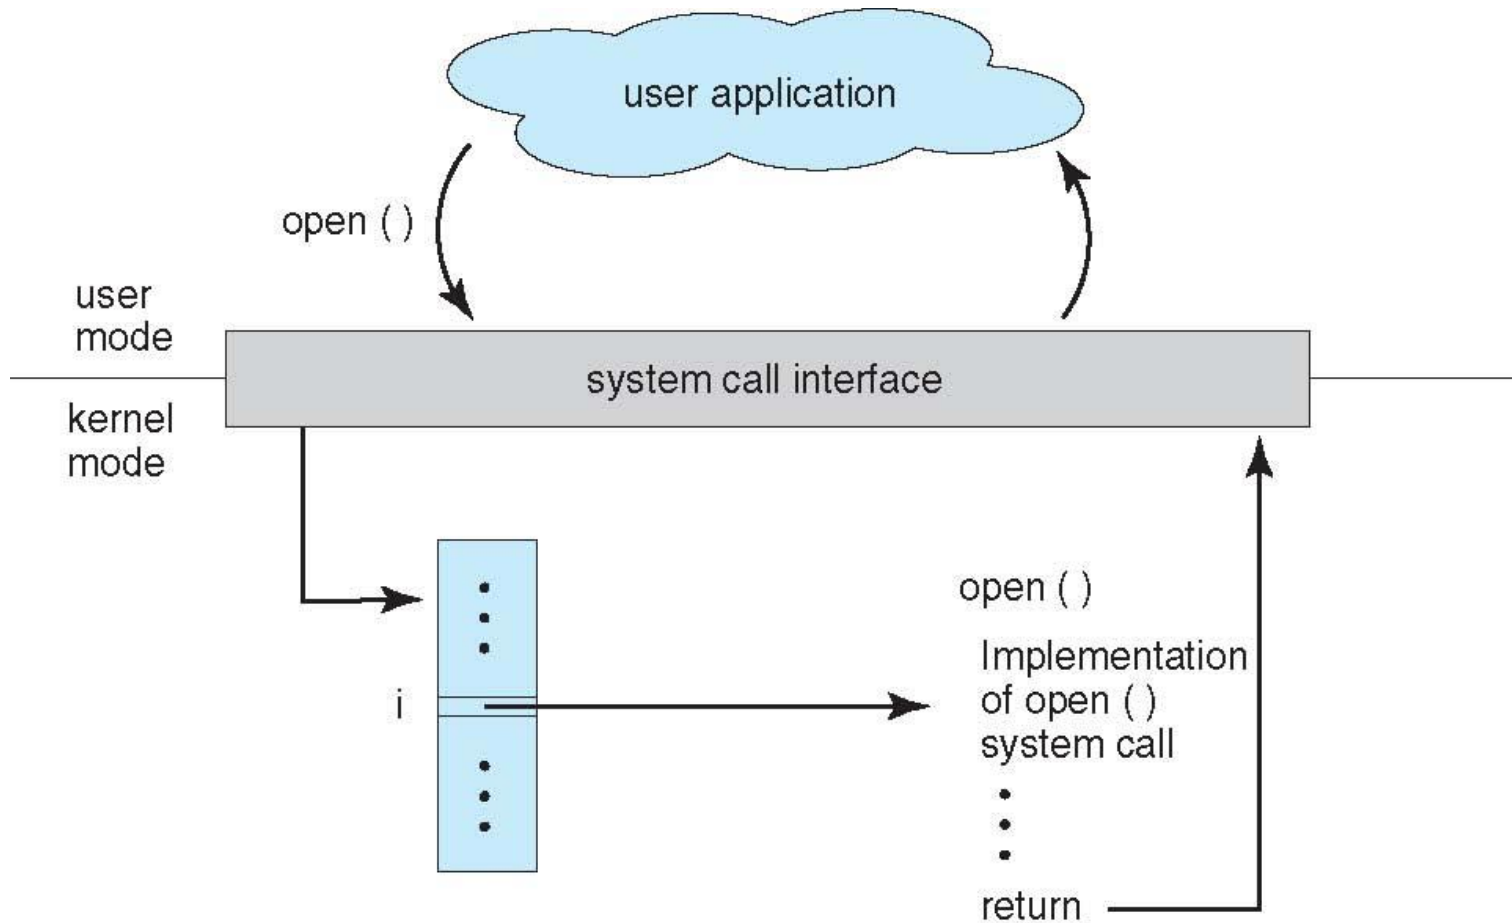 user application
open ( )
user
mode
system call interface
kernel
mode
open ( )
Implementation
of open ( )
system call
i
return